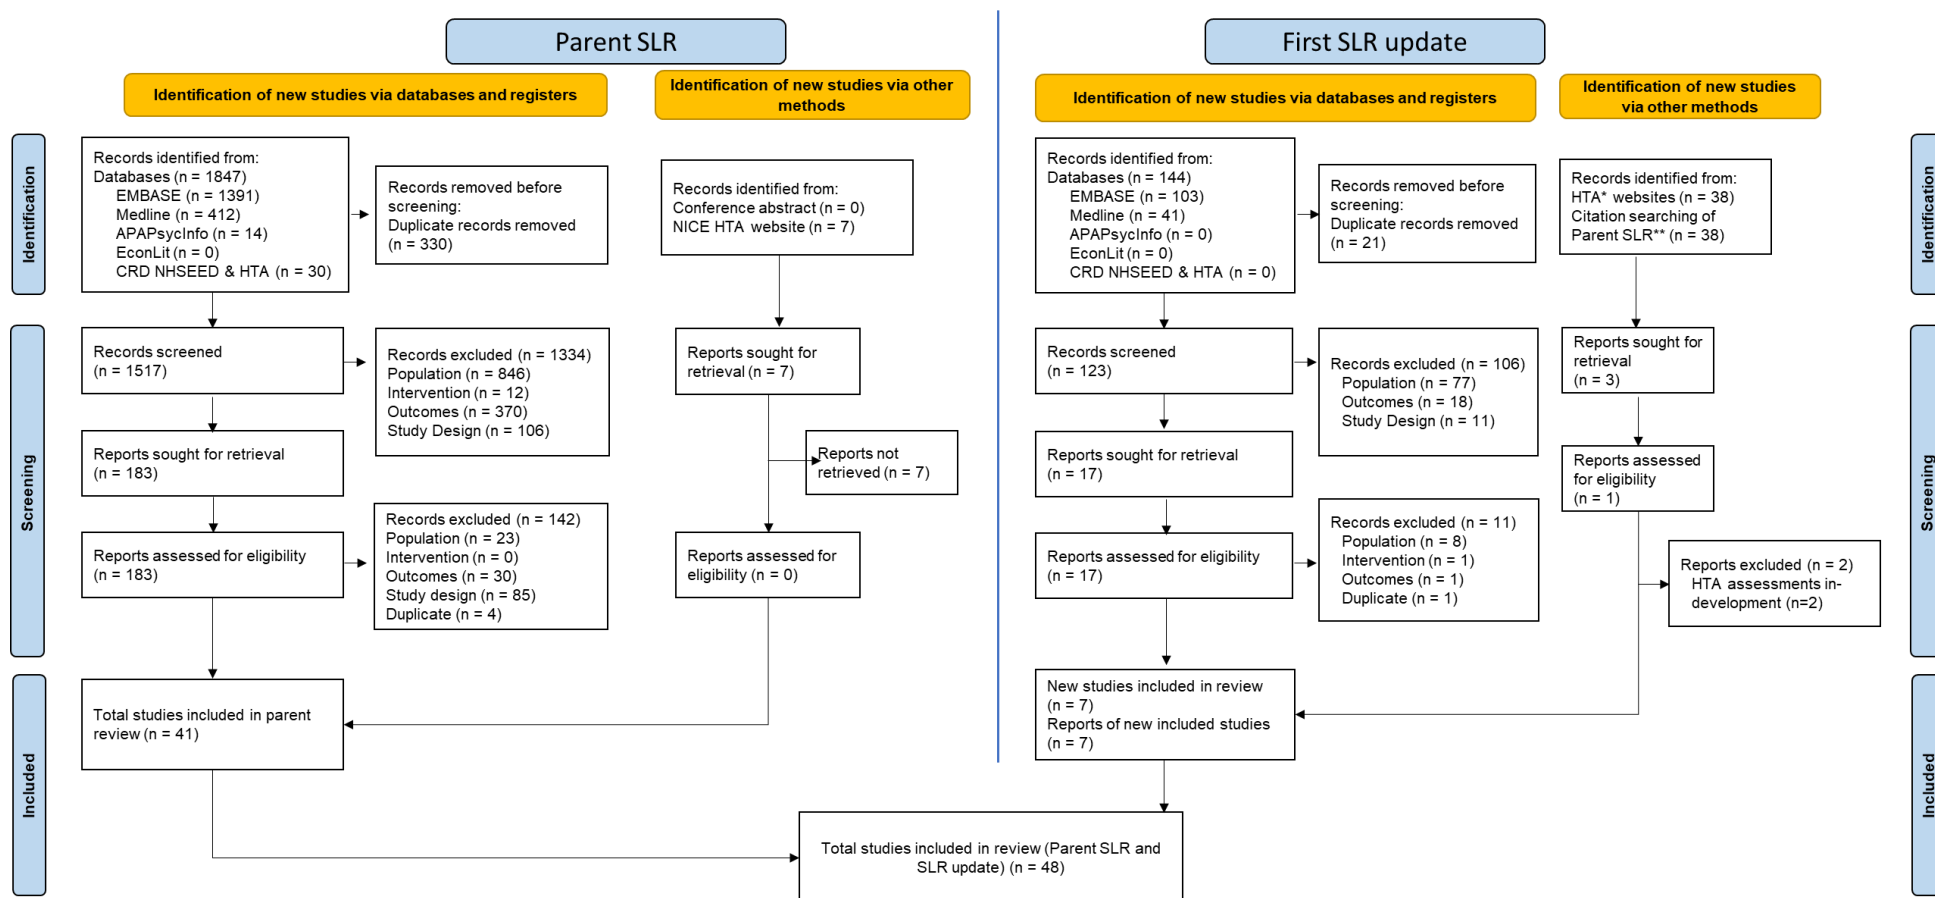 Parent SLR
Identification of new studies via databases and registers
Identification of new studies via other
methods
Identification
Records identified from:
Databases (n = 1847)
EMBASE (n = 1391)
Medline (n = 412)
APAPsycInfo (n = 14)
EconLit (n = 0)
CRD NHSEED & HTA (n = 30)
Records removed before
screening:
Duplicate records removed
(n = 330)
Records identified from:
Conference abstract (n = 0)
NICE HTA website (n = 7)
Screening
Records screened
(n = 1517)
Records excluded (n = 1334)
Population (n = 846)
Intervention (n = 12)
Outcomes (n = 370)
Study Design (n = 106)
Reports sought for
retrieval (n = 7)
Reports sought for retrieval
(n = 183)
Reports not
retrieved (n = 7)
Reports assessed for eligibility
(n = 183)
Records excluded (n = 142)
Population (n = 23)
Intervention (n = 0)
Outcomes (n = 30)
Study design (n = 85)
Duplicate (n = 4)
Reports assessed for
eligibility (n = 0)
Included
Total studies included in parent
review (n = 41)
First SLR update
Identification of new studies via databases and registers
Identification of new studies
via other methods
Identification
Records identified from:
Databases (n = 144)
EMBASE (n = 103)
Medline (n = 41)
APAPsycInfo (n = 0)
EconLit (n = 0)
CRD NHSEED & HTA (n = 0)
Records removed before
screening:
Duplicate records removed
(n = 21)
Records identified from:
HTA* websites (n = 38)
Citation searching of
Parent SLR** (n = 38)
Screening
Records screened
(n = 123)
Records excluded (n = 106)
Population (n = 77)
Outcomes (n = 18)
Study Design (n = 11)
Reports sought for
retrieval
(n = 3)
Reports sought for retrieval
(n = 17)
Reports assessed
for eligibility
(n = 1)
Reports assessed for eligibility
(n = 17)
Records excluded (n = 11)
Population (n = 8)
Intervention (n = 1)
Outcomes (n = 1)
Duplicate (n = 1)
Reports excluded (n = 2)
HTA assessments in-
development (n=2)
Included
New studies included in review
(n = 7)
Reports of new included studies
(n = 7)
Total studies included in review (Parent SLR and
SLR update) (n = 48)